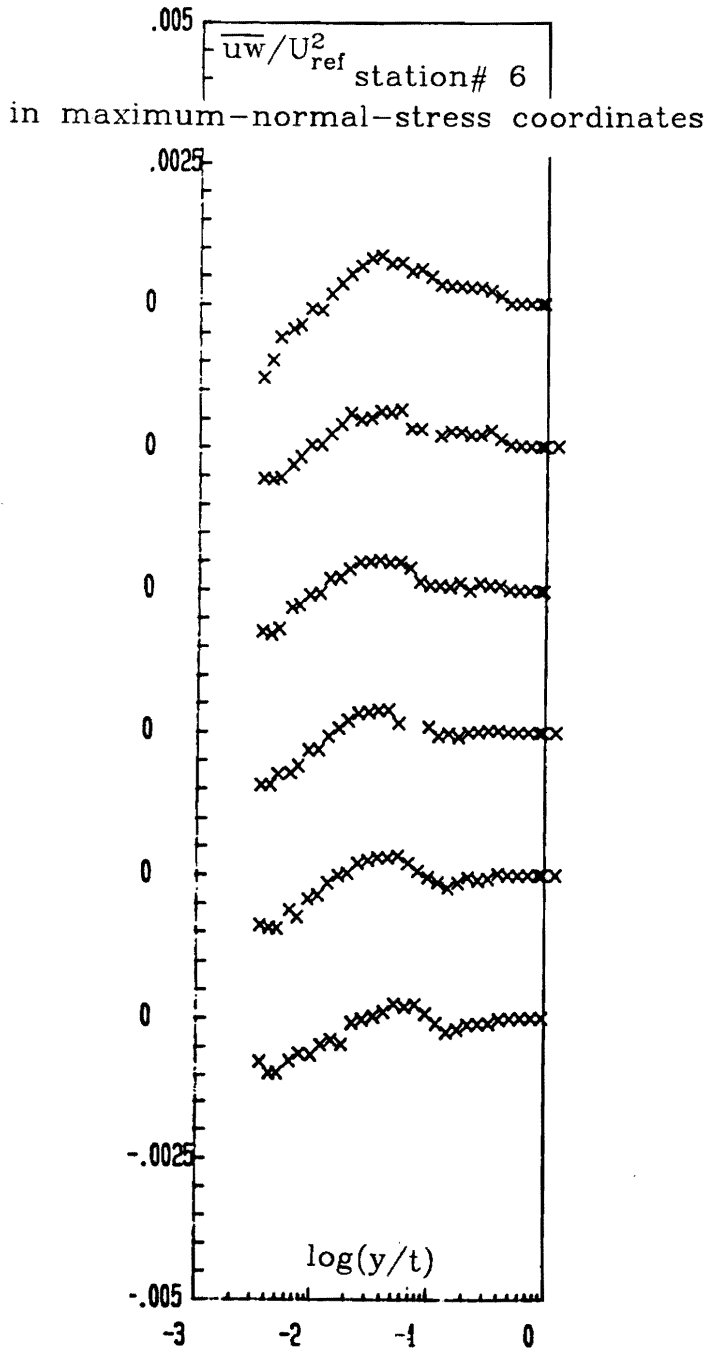 .005
uw/U²ref
station# 6
in maximum-normal-stress coordinates
.0025
0
0
0
0
0
0
-.0025
log(y/t)
-.005
-3 -2 -1 0